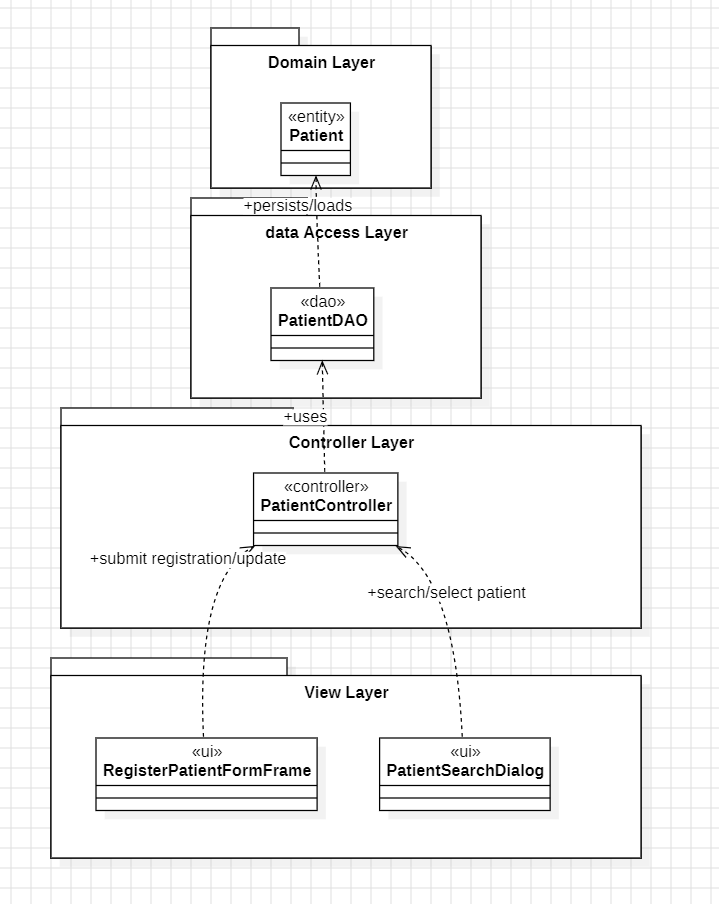 Domain Layer
«entity»
Patient
+persists/loads
data Access Layer
«dao»
PatientDAO
+uses
Controller Layer
«controller»
PatientController
+submit registration/update
+search/select patient
View Layer
«ui»
RegisterPatientFormFrame
«ui»
PatientSearchDialog